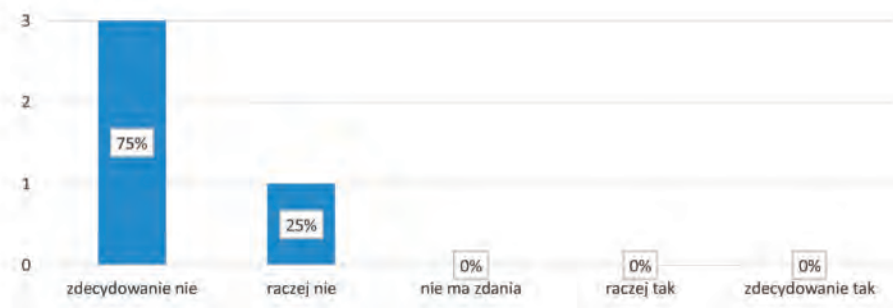 3
2
75%
1
25%
0
0%
0%
0%
zdecydowanie nie
raczej nie
nie ma zdania
raczej tak
zdecydowanie tak